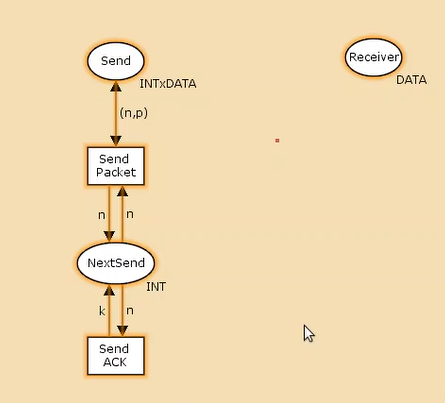 Send
INTxDATA
Receiver
DATA
(n,p)
Send
Packet
n
n
NextSend
INT
k
n
Send
ACK